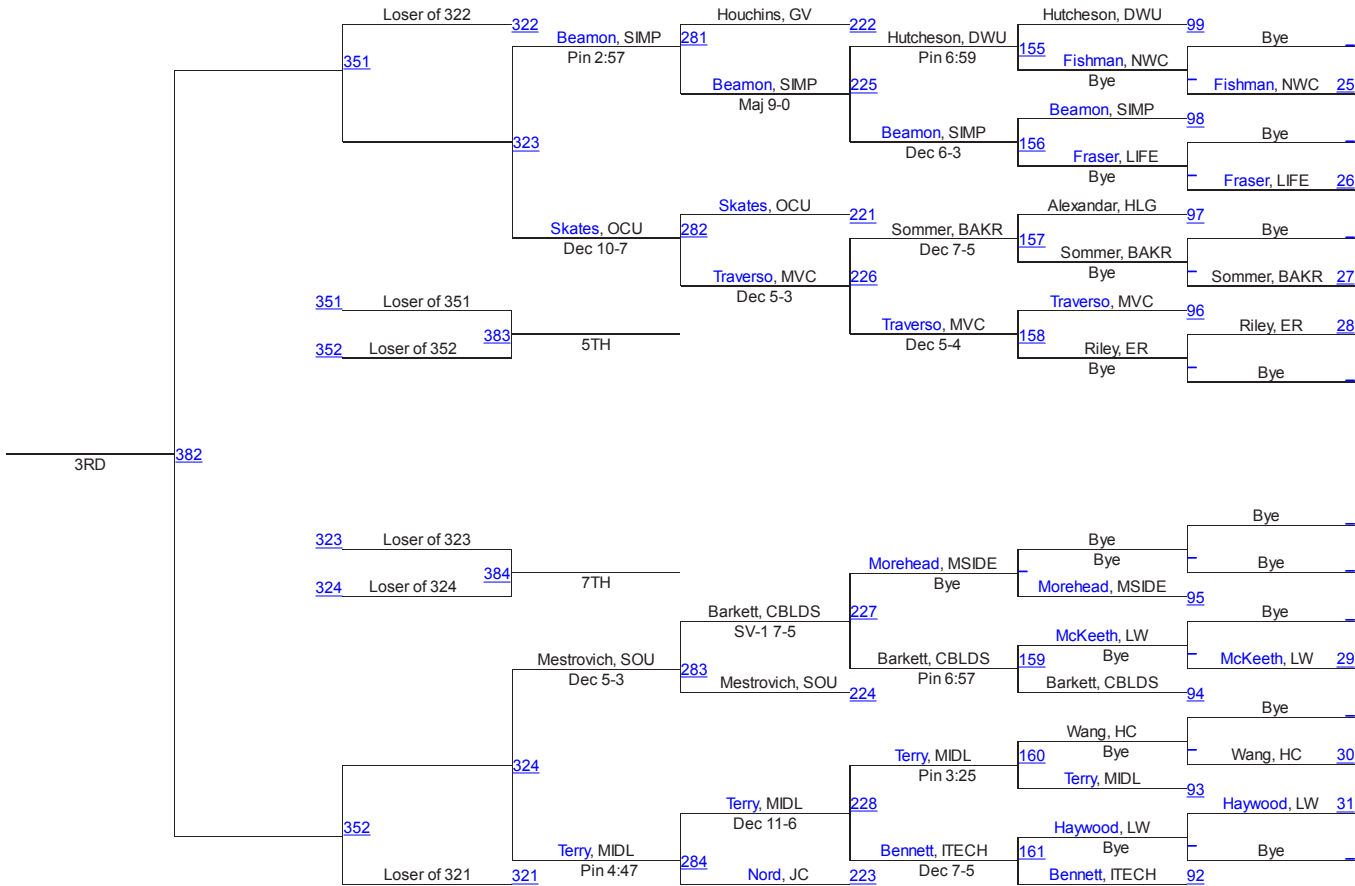 Loser of 322
322
Beamon, SIMP
Pin 2:57
281
Houchins, GV
222
Hutcheson, DWU
Pin 6:59
155
Hutcheson, DWU
99
Bye
Fishman, NWC
Bye
Fishman, NWC 25
351
Beamon, SIMP
Maj 9-0
225
Beamon, SIMP
98
Bye
323
Beamon, SIMP
Dec 6-3
156
Fraser, LIFE
Bye
Fraser, LIFE 26
Skates, OCU
Dec 10-7
282
Skates, OCU
221
Sommer, BAKR
Dec 7-5
157
Alexandar, HLG
97
Bye
Sommer, BAKR
Bye
Sommer, BAKR 27
Traverso, MVC
Dec 5-3
226
351 Loser of 351
Traverso, MVC
96
Riley, ER 28
383
5TH
Traverso, MVC
Dec 5-4
158
352 Loser of 352
Riley, ER
Bye
Bye
3RD
382
Bye
323 Loser of 323
Bye
Bye
Bye
384
7TH
Morehead, MSIDE
Bye
324 Loser of 324
Morehead, MSIDE
95
Barkett, CBLDS
SV-1 7-5
227
Bye
McKeeth, LW
Bye
McKeeth, LW 29
Mestrovich, SOU
Dec 5-3
283
Barkett, CBLDS
Pin 6:57
159
Mestrovich, SOU
224
Barkett, CBLDS
94
Bye
324
Terry, MIDL
Pin 3:25
160
Wang, HC
Bye
Wang, HC 30
Terry, MIDL
93
Terry, MIDL
Dec 11-6
228
Haywood, LW 31
352
Haywood, LW
Bye
Terry, MIDL
Pin 4:47
284
Bennett, ITECH
Dec 7-5
161
Bye
Loser of 321
321
Nord, JC
223
Bennett, ITECH
92